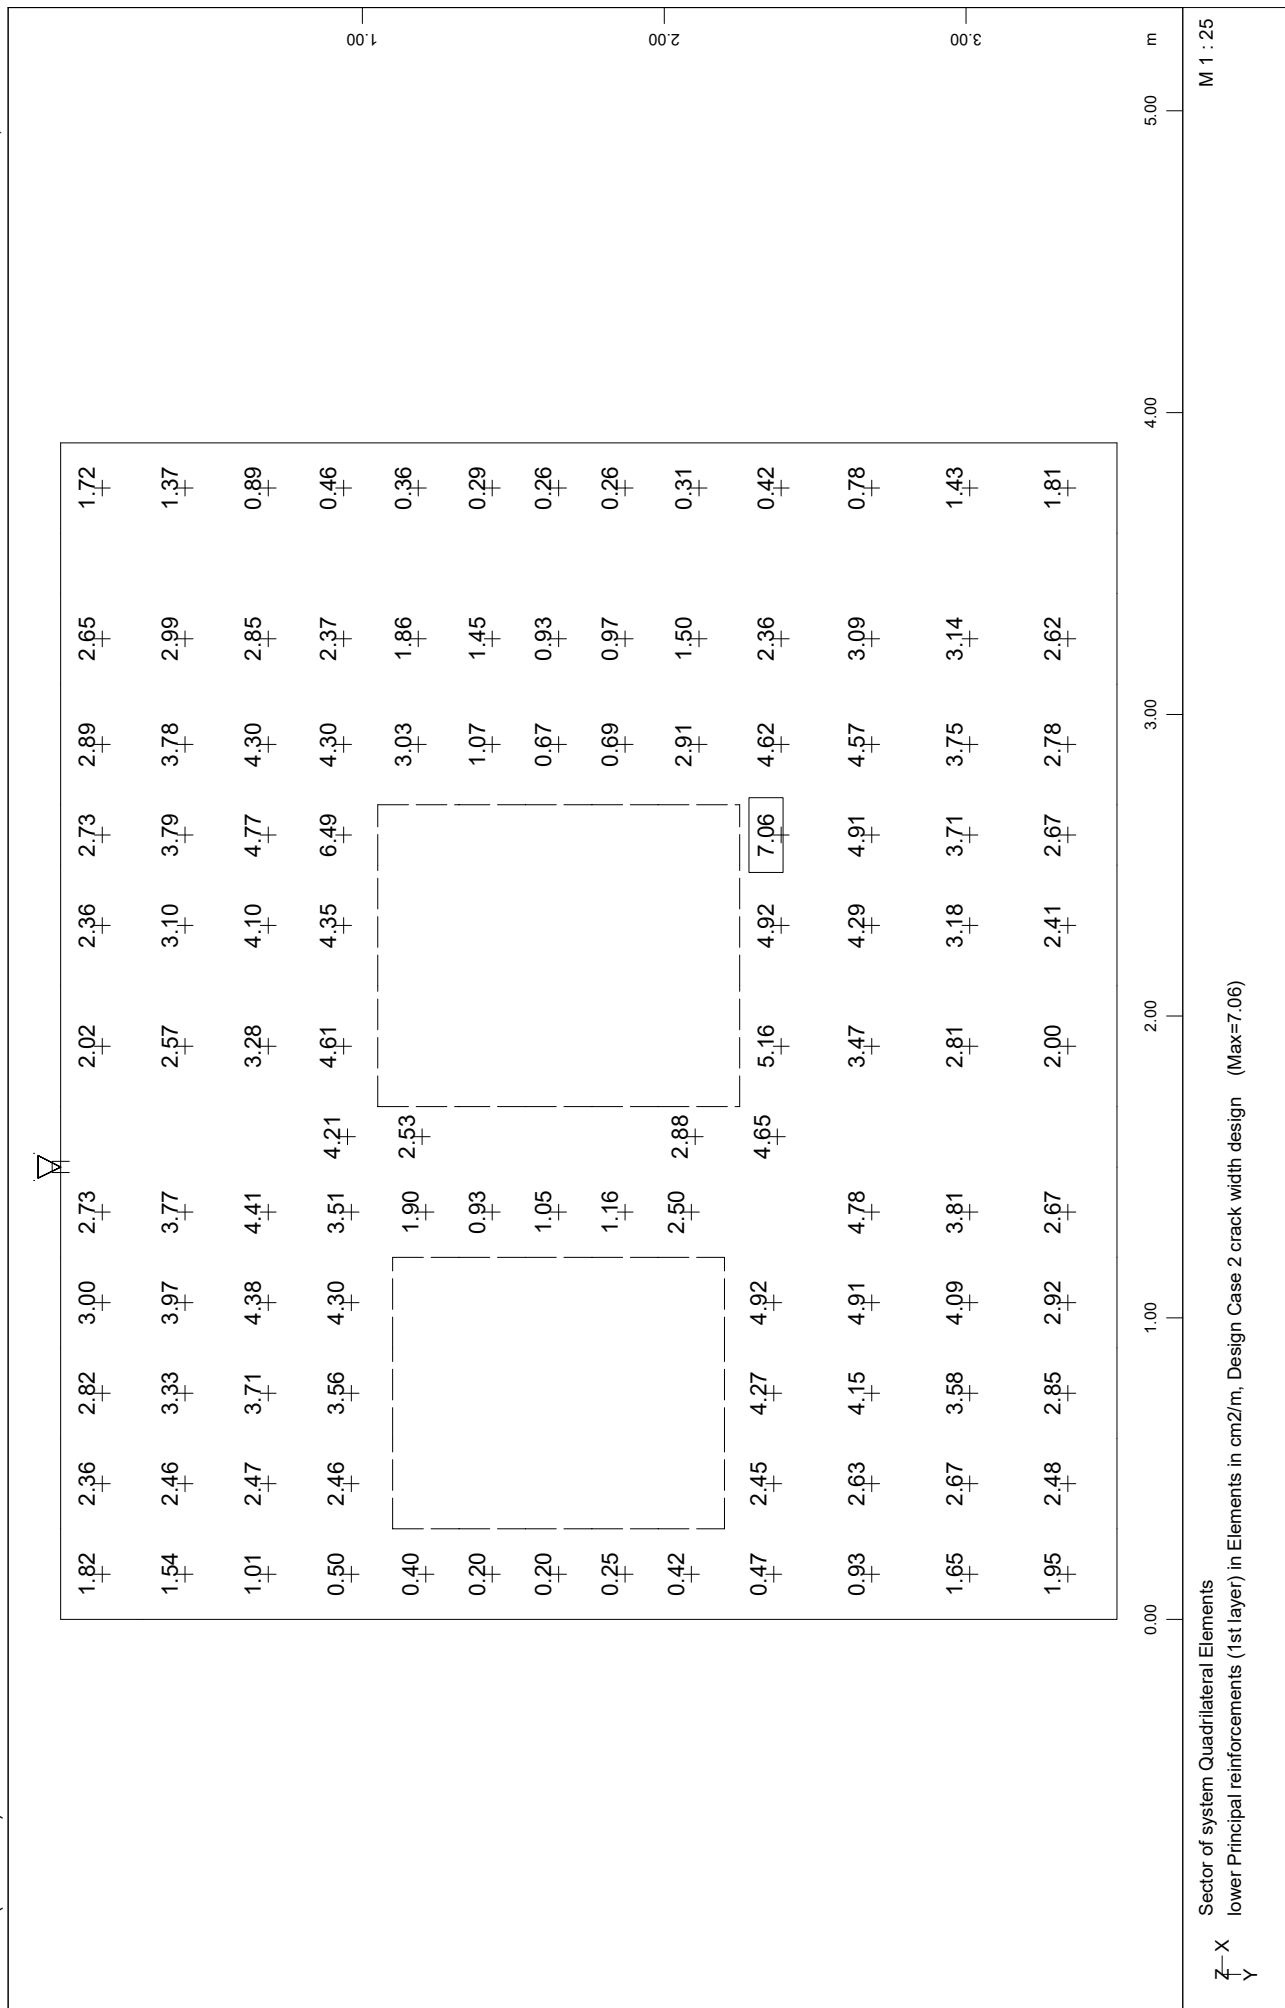 1.82 2.36 2.82 3.00 2.73 2.02 2.36 2.73 2.89 2.65 1.72
1.54 2.46 3.33 3.97 3.77 2.57 3.10 3.79 3.78 2.99 1.37
1.01 2.47 3.71 4.38 4.41 3.28 4.10 4.77 4.30 2.85 0.89
0.50 2.46 3.56 4.30 3.51 4.21 4.61 4.35 6.49 4.30 2.37 0.46
1.00
0.40 1.90 2.53 3.03 1.86 0.36
0.20 0.93 1.07 1.45 0.29
0.20 1.05 0.67 0.93 0.26
0.25 1.16 0.69 0.97 0.26
2.00
0.42 2.50 2.88 2.91 1.50 0.31
0.47 2.45 4.27 4.92 4.65 5.16 4.92 7.06 4.62 2.36 0.42
0.93 2.63 4.15 4.91 4.78 3.47 4.29 4.91 4.57 3.09 0.78
1.65 2.67 3.58 4.09 3.81 2.81 3.18 3.71 3.75 3.14 1.43
3.00
1.95 2.48 2.85 2.92 2.67 2.00 2.41 2.67 2.78 2.62 1.81
0.00 1.00 2.00 3.00 4.00 5.00 m
Z X
Y
Sector of system Quadrilateral Elements
M 1 : 25
lower Principal reinforcements (1st layer) in Elements in cm2/m, Design Case 2 crack width design (Max=7.06)